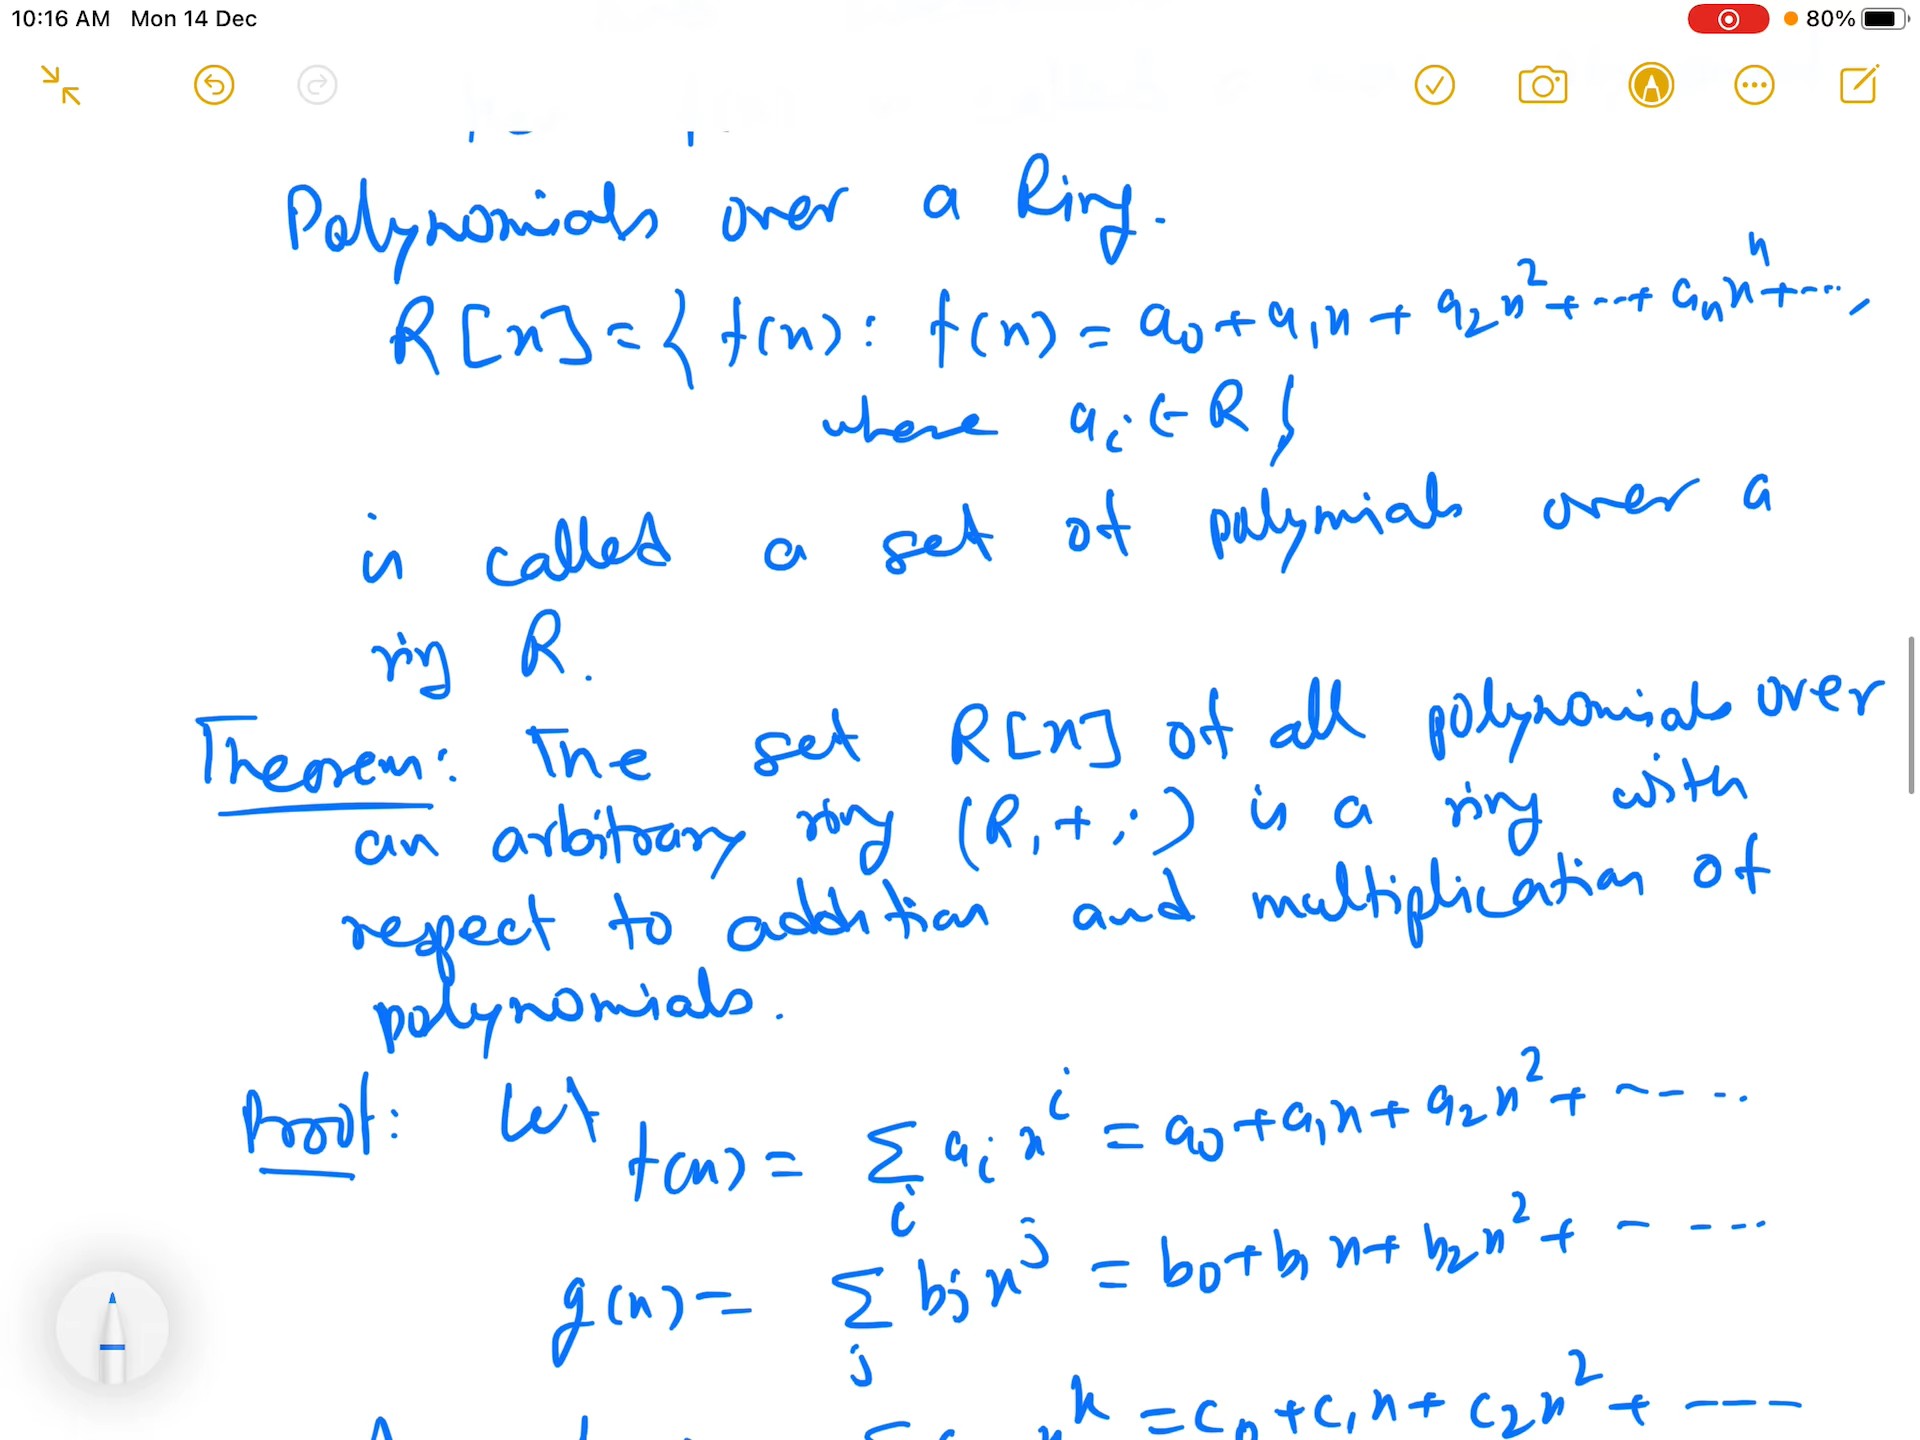 10:16 AM Mon 14 Dec 80%
Polynomials over a Ring.
R[x] = { f(x) : f(x) = a₀ + a₁x + a₂x² + --- + aₙxⁿ + ---,
where aᵢ ∈ R }
is called a set of polymials over a
ring R.
Theorem: The set R[x] of all polynomials over
an arbitrary ring (R, +, ·) is a ring with
respect to addition and multiplication of
polynomials.
Proof: Let
f(x) = Σᵢ aᵢ xⁱ = a₀ + a₁x + a₂x² + ----
g(x) = Σⱼ bⱼ xʲ = b₀ + b₁x + b₂x² + ----
= c₀ + c₁x + c₂x² + ---